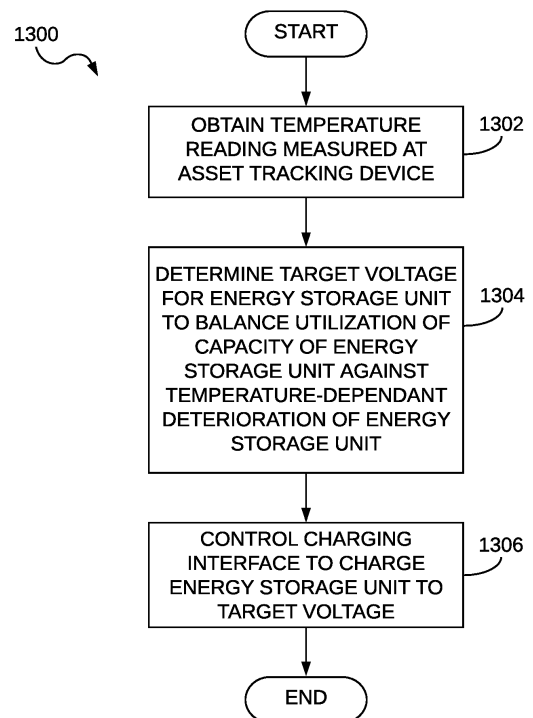 1300
START
OBTAIN TEMPERATURE
READING MEASURED AT
ASSET TRACKING DEVICE
1302
DETERMINE TARGET VOLTAGE
FOR ENERGY STORAGE UNIT
TO BALANCE UTILIZATION OF
CAPACITY OF ENERGY
STORAGE UNIT AGAINST
TEMPERATURE-DEPENDANT
DETERIORATION OF ENERGY
STORAGE UNIT
1304
CONTROL CHARGING
INTERFACE TO CHARGE
ENERGY STORAGE UNIT TO
TARGET VOLTAGE
1306
END